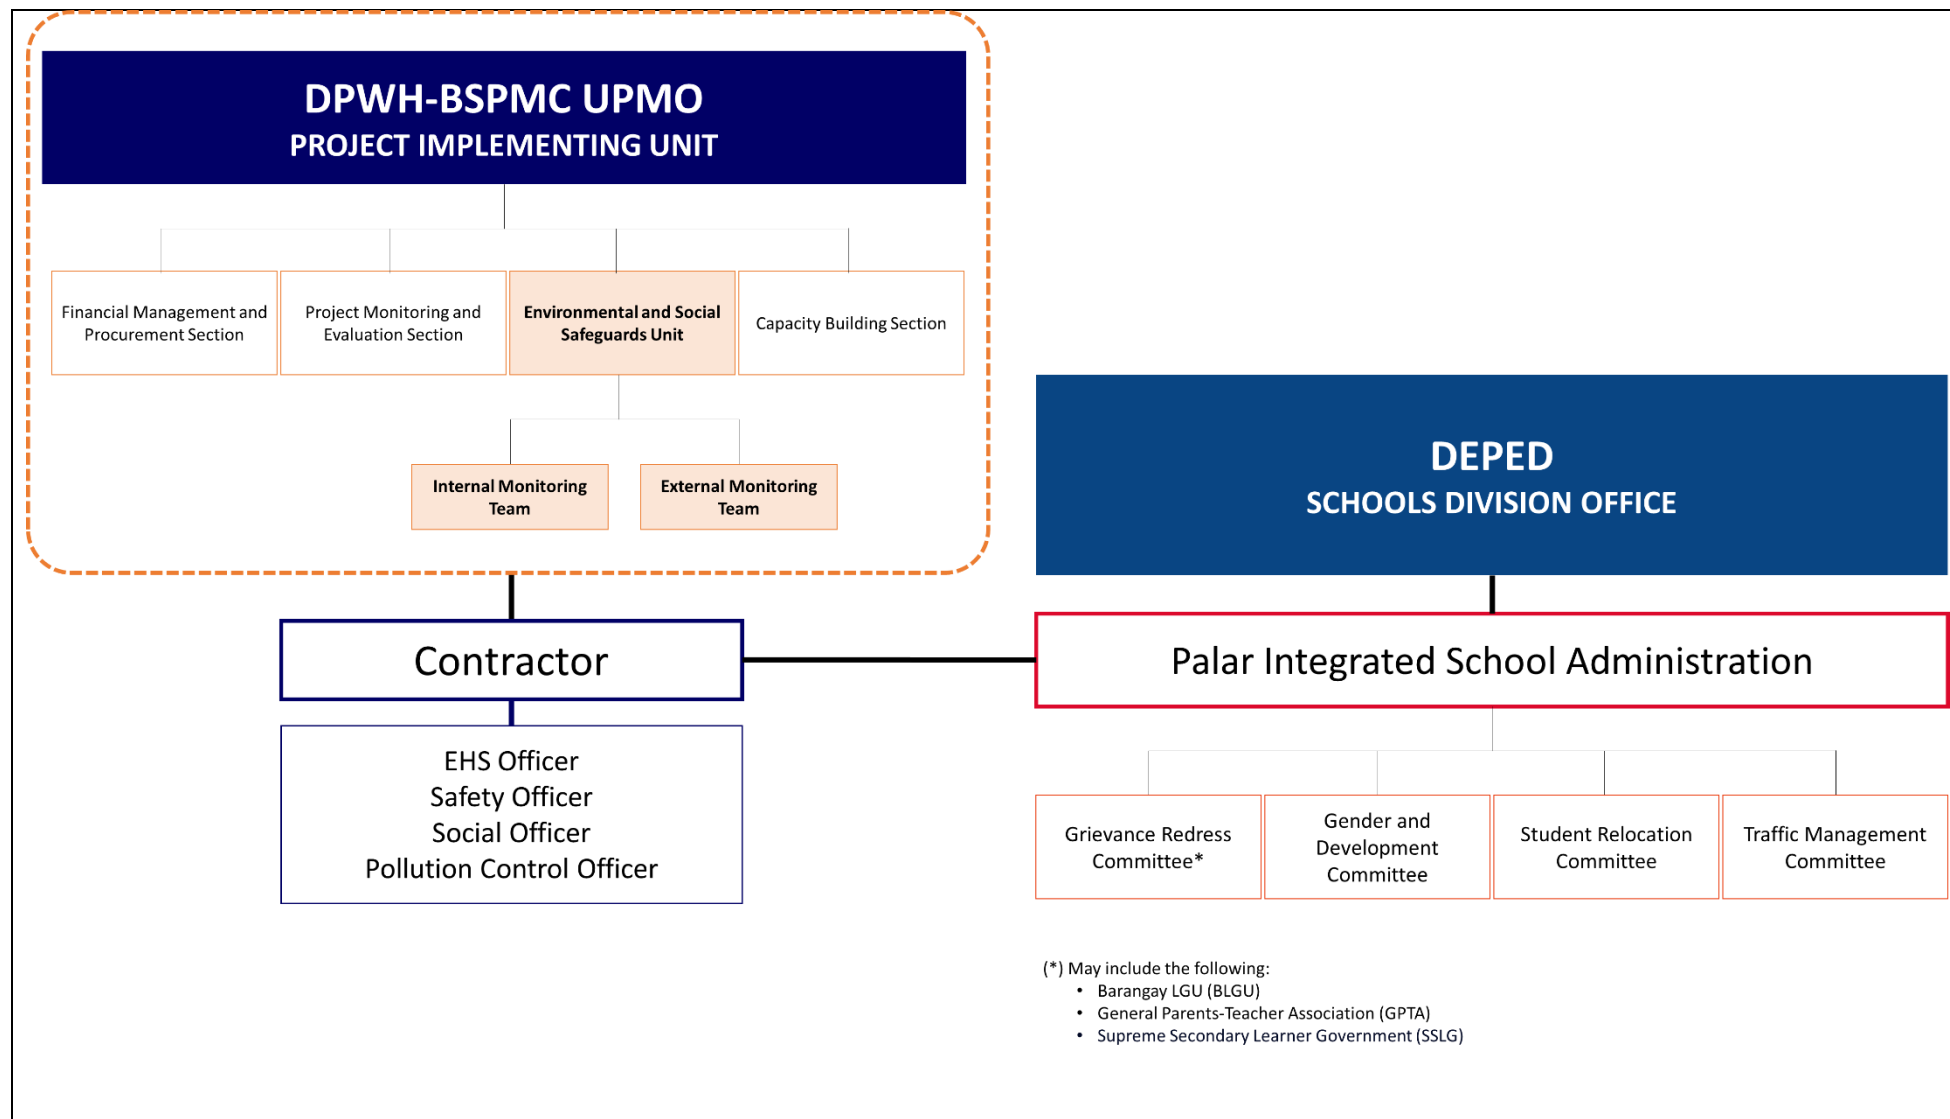 DPWH-BSPMC UPMO
PROJECT IMPLEMENTING UNIT
Financial Management and
Procurement Section
Project Monitoring and
Evaluation Section
Environmental and Social
Safeguards Unit
Capacity Building Section
Internal Monitoring
Team
External Monitoring
Team
DEPED
SCHOOLS DIVISION OFFICE
Contractor
Palar Integrated School Administration
EHS Officer
Safety Officer
Social Officer
Pollution Control Officer
Grievance Redress
Committee*
Gender and
Development
Committee
Student Relocation
Committee
Traffic Management
Committee
(*) May include the following:
• Barangay LGU (BLGU)
• General Parents-Teacher Association (GPTA)
• Supreme Secondary Learner Government (SSLG)